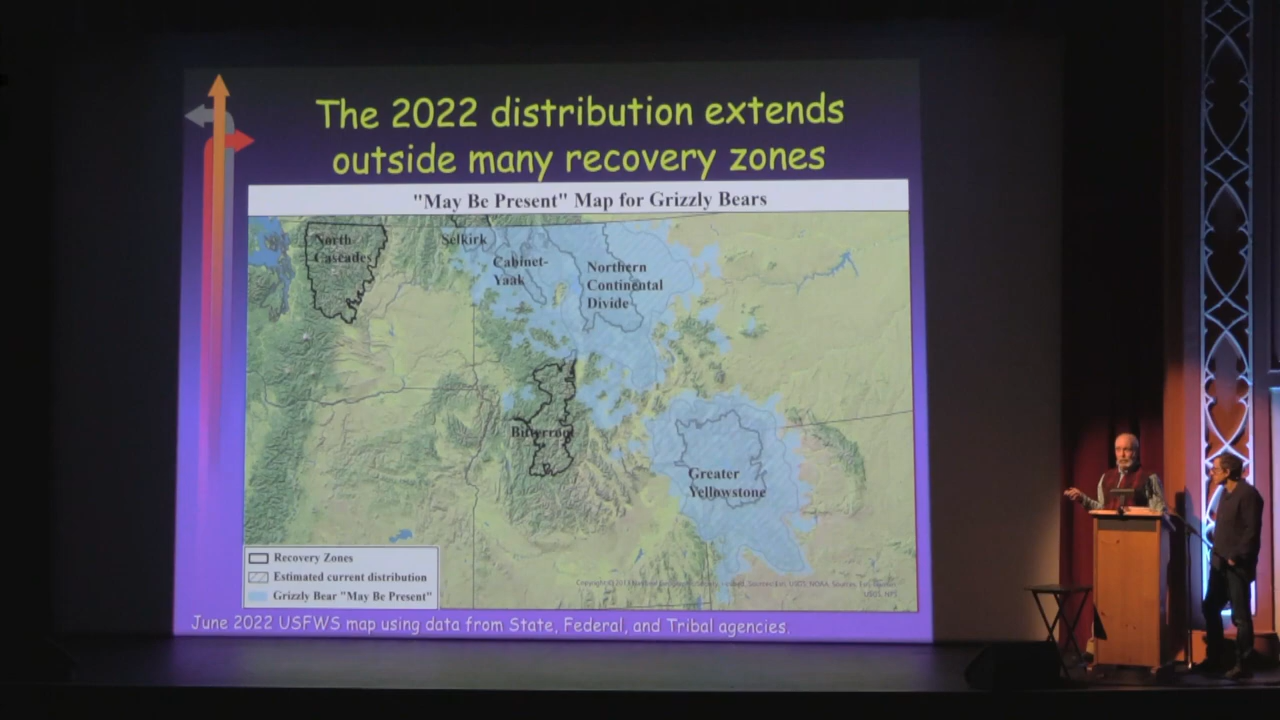 The 2022 distribution extends
outside many recovery zones
"May Be Present" Map for Grizzly Bears
North
Cascades
Selkirk
Cabinet-
Yaak
Northern
Continental
Divide
Bitterroot
Greater
Yellowstone
Recovery Zones
Estimated current distribution
Grizzly Bear "May Be Present"
June 2022 USFWS map using data from State, Federal, and Tribal agencies.